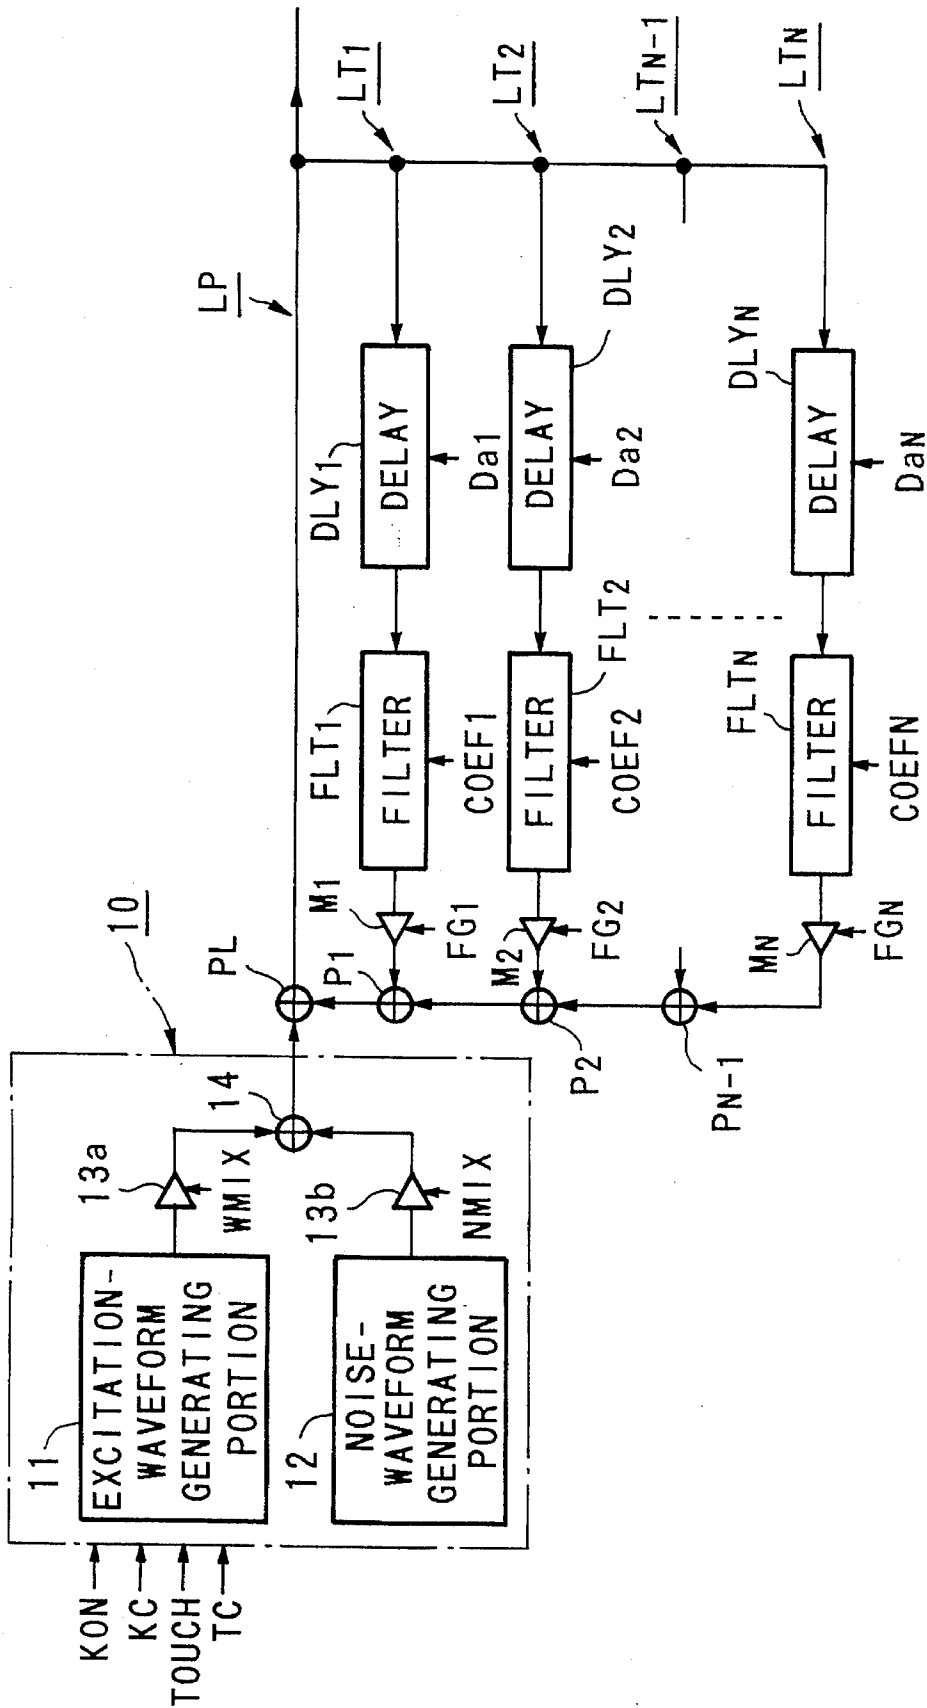 KON
KC
TOUCH
TC
10
11
EXCITATION-
WAVEFORM
GENERATING
PORTION
13a
WMIX
14
12
NOISE-
WAVEFORM
GENERATING
PORTION
13b
NMIX
PL
LP
P1
M1
FG1
FLT1
FILTER
COEF1
DLY1
DELAY
Da1
LT1
P2
M2
FG2
FLT2
FILTER
COEF2
DLY2
DELAY
Da2
LT2
PN-1
LTN-1
MN
FGN
FLTN
FILTER
COEFN
DLYN
DELAY
DaN
LTN